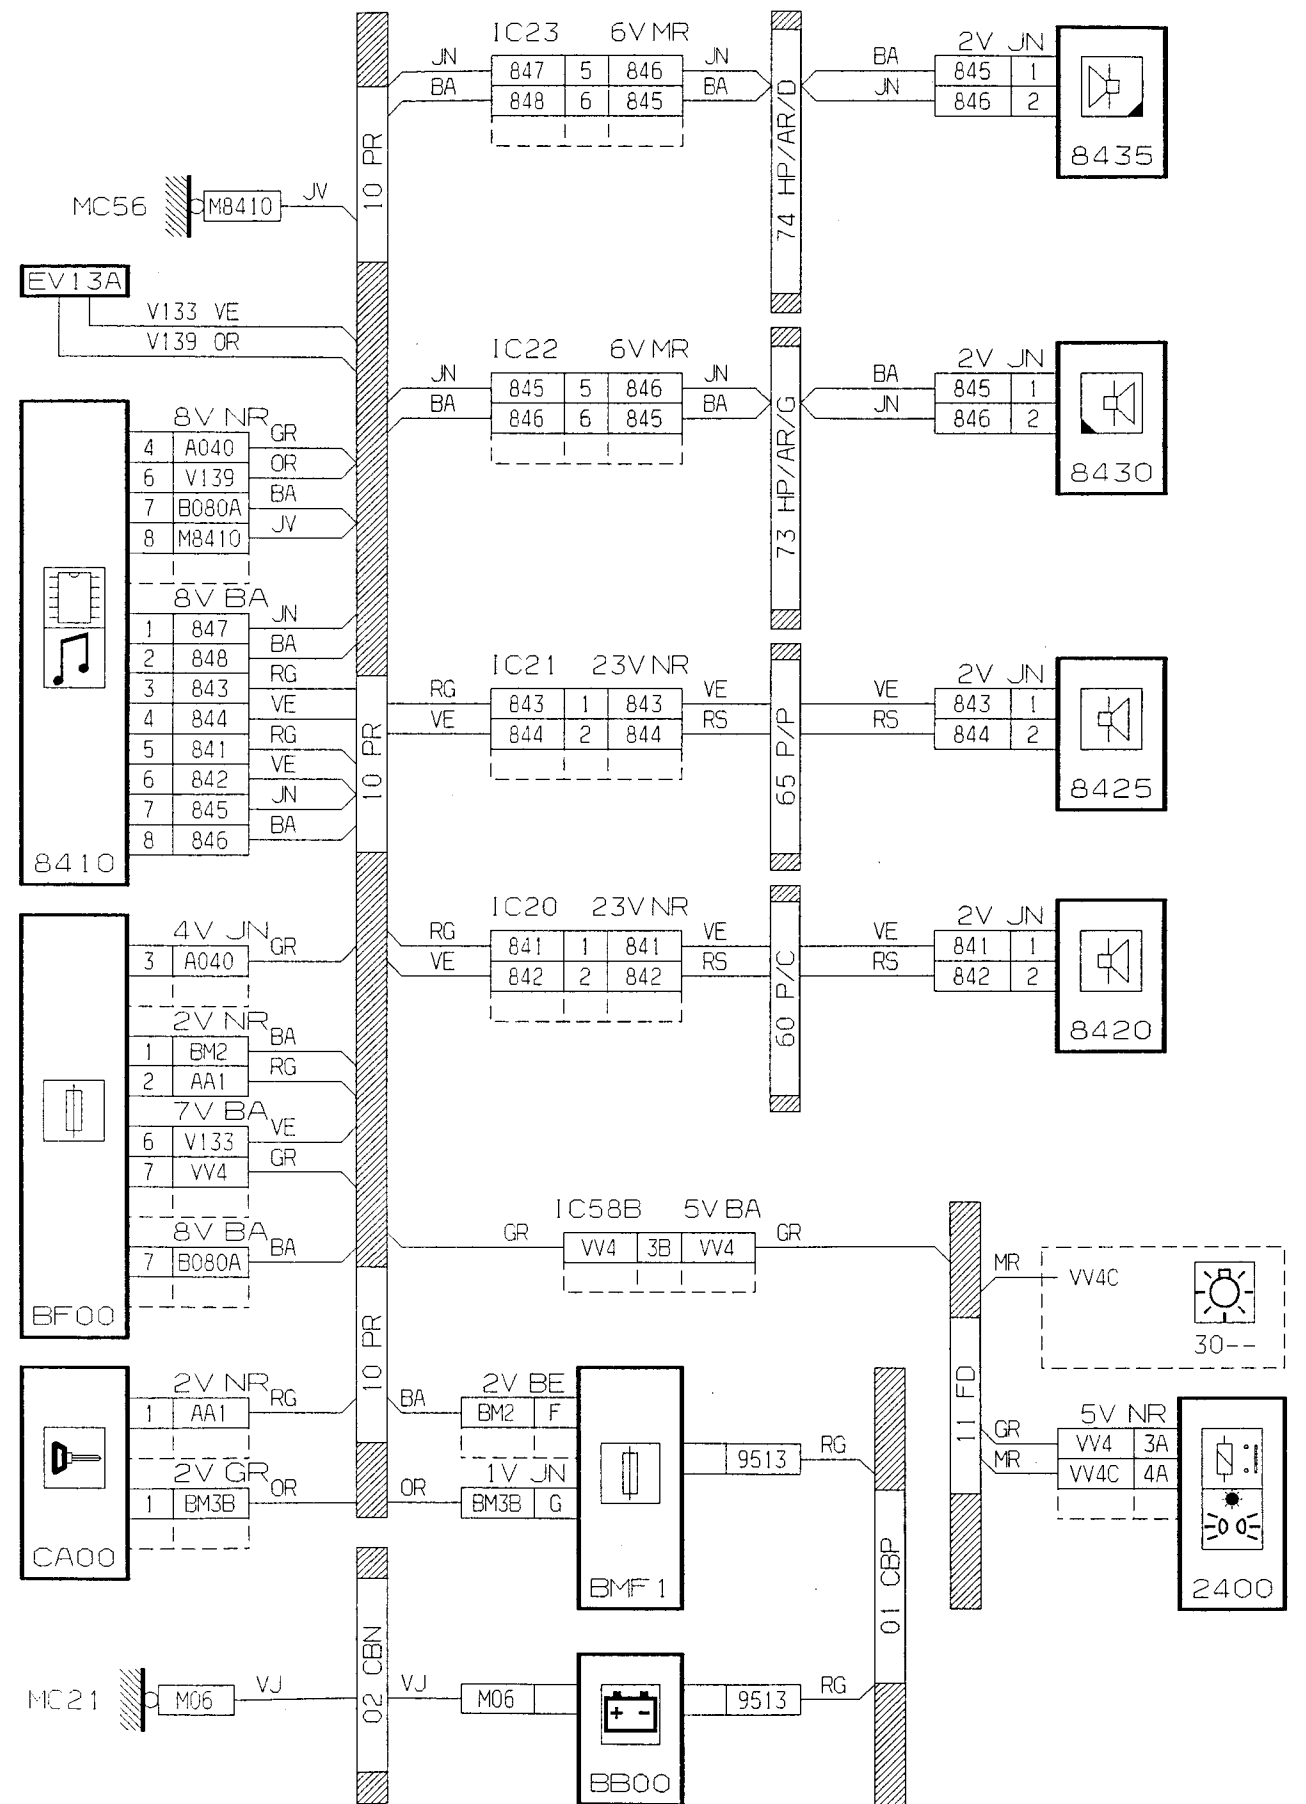 IC23 6V MR
JN 847 5 846 JN
BA 848 6 845 BA
10 PR
74 HP/AR/D
2V JN
BA 845 1
JN 846 2
8435
MC56 M8410 JV
EV13A
V133 VE
V139 OR
IC22 6V MR
JN 845 5 846 JN
BA 846 6 845 BA
73 HP/AR/G
2V JN
BA 845 1
JN 846 2
8430
8V NR
4 A040 GR
6 V139 OR
7 B080A BA
8 M8410 JV
8V BA
1 847 JN
2 848 BA
3 843 RG
4 844 VE
5 841 RG
6 842 VE
7 845 JN
8 846 BA
8410
10 PR
IC21 23V NR
RG 843 1 843 VE
VE 844 2 844 RS
65 P/P
2V JN
VE 843 1
RS 844 2
8425
IC20 23V NR
RG 841 1 841 VE
VE 842 2 842 RS
60 P/C
2V JN
VE 841 1
RS 842 2
8420
4V JN
3 A040 GR
2V NR
1 BM2 BA
2 AA1 RG
7V BA
6 V133 VE
7 VV4 GR
8V BA
7 B080A BA
BF00
10 PR
IC58B 5V BA
GR VV4 3B VV4 GR
11 FD
MR VV4C
30--
5V NR
GR VV4 3A
MR VV4C 4A
2400
2V NR
1 AA1 RG
2V GR
1 BM3B OR
CA00
2V BE
BA BM2 F
1V JN
OR BM3B G
BMF1
9513 RG
01 CBP
MC21 M06 VJ
02 CBN
VJ M06
BB00
9513 RG